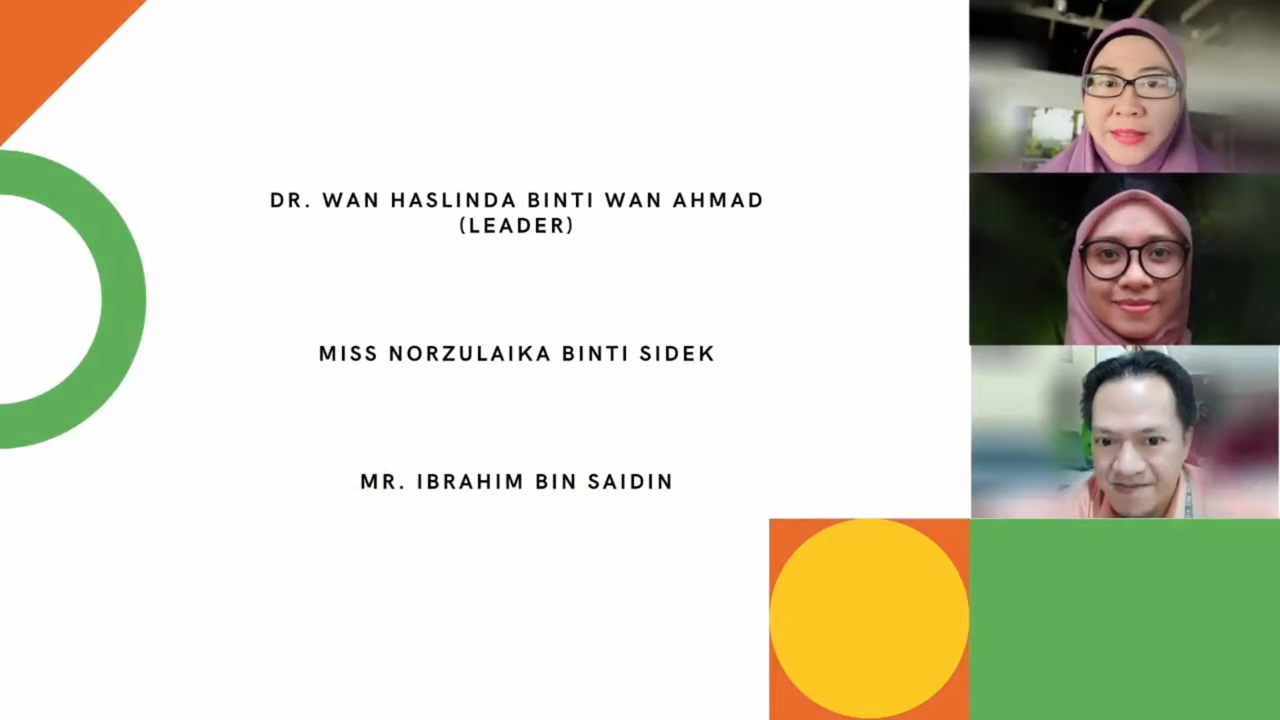 DR. WAN HASLINDA BINTI WAN AHMAD
(LEADER)
MISS NORZULAIKA BINTI SIDEK
MR. IBRAHIM BIN SAIDIN